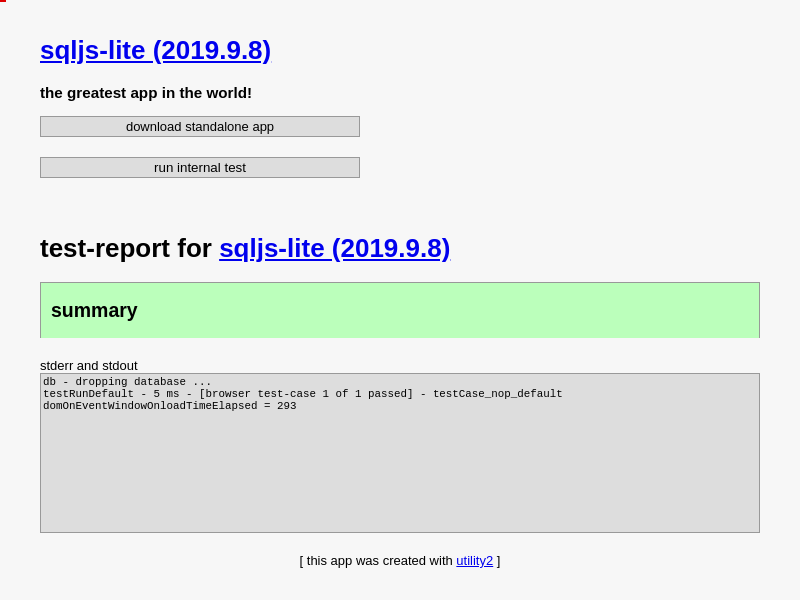 sqljs-lite (2019.9.8)
the greatest app in the world!
download standalone app
run internal test
test-report for sqljs-lite (2019.9.8)
summary
stderr and stdout
db - dropping database ...
testRunDefault - 5 ms - [browser test-case 1 of 1 passed] - testCase_nop_default
domOnEventWindowOnloadTimeElapsed = 293
[ this app was created with utility2 ]